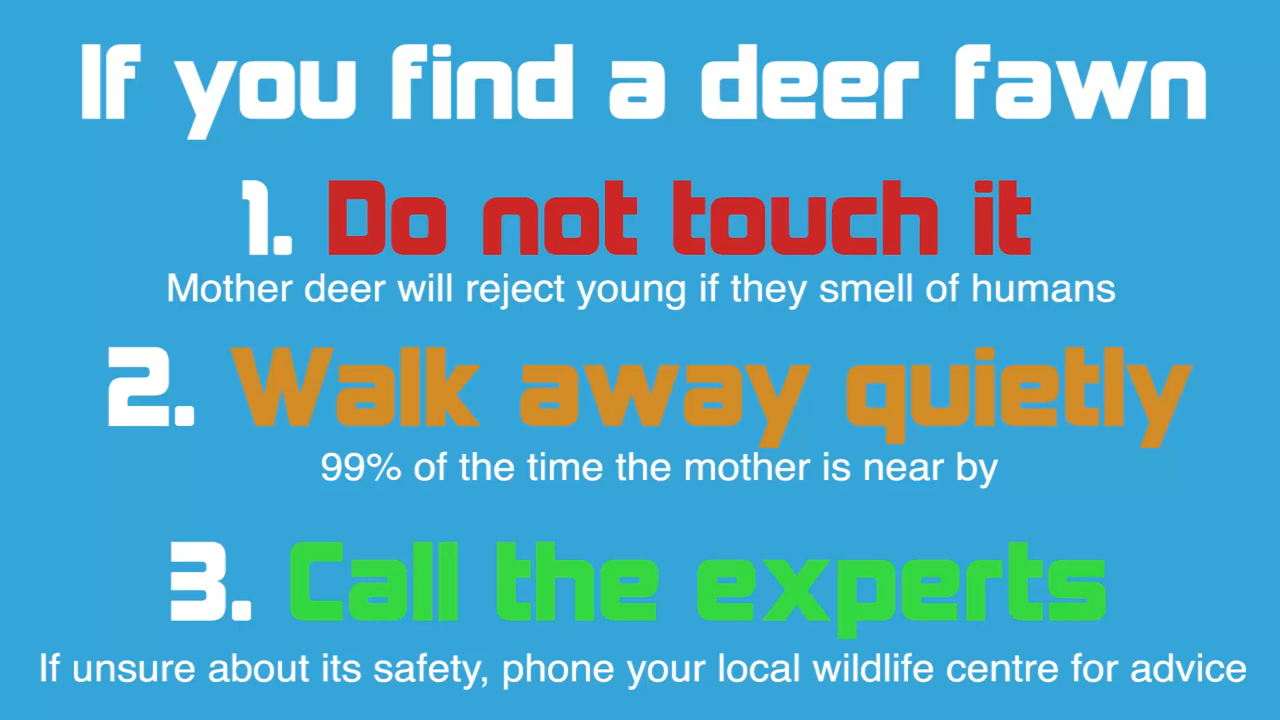 If you find a deer fawn
1. Do not touch it
Mother deer will reject young if they smell of humans
2. Walk away quietly
99% of the time the mother is near by
3. Call the experts
If unsure about its safety, phone your local wildlife centre for advice